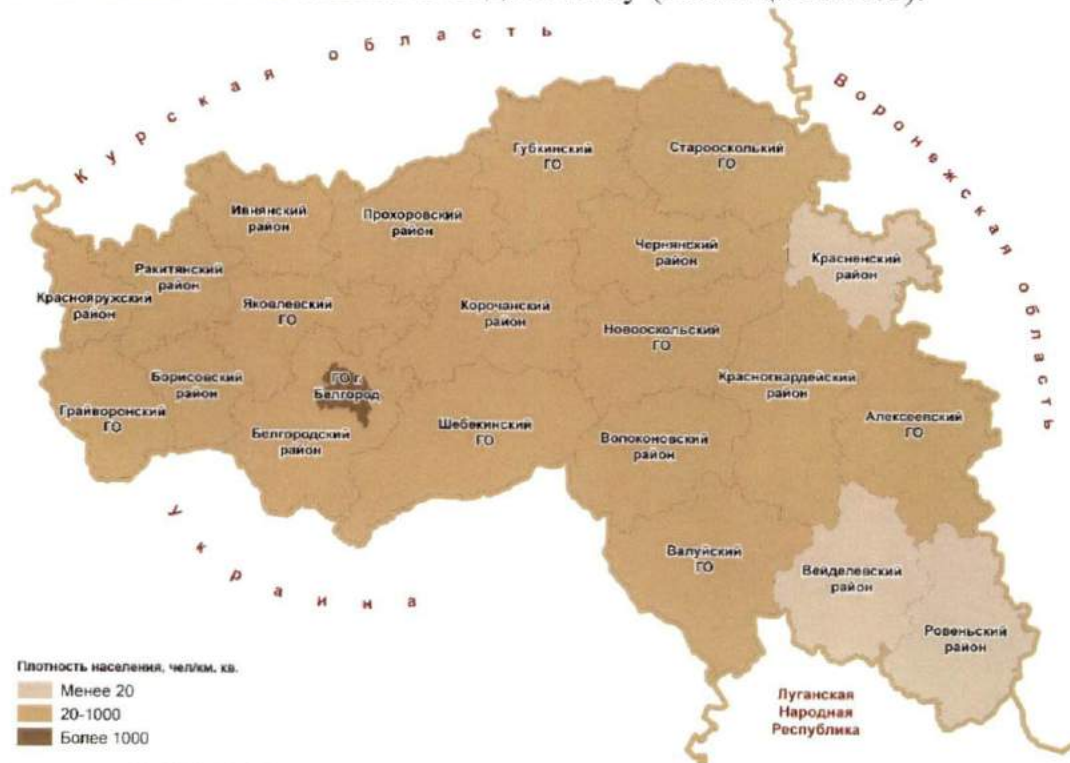 Курская область
Воронежская область
Губкинский
ГО
Старооскольский
ГО
Ивнянский
район
Прохоровский
район
Чернянский
район
Красненский
район
Ракитянский
район
Краснояружский
район
Яковлевский
ГО
Корочанский
район
Новооскольский
ГО
ГО г.
Белгород
Борисовский
район
Красногвардейский
район
Грайворонский
ГО
Белгородский
район
Шебекинский
ГО
Волоконовский
район
Алексеевский
ГО
Украина
Валуйский
ГО
Вейделевский
район
Ровеньский
район
Плотность населения, чел/км. кв.
Менее 20
20-1000
Более 1000
Луганская
Народная
Республика